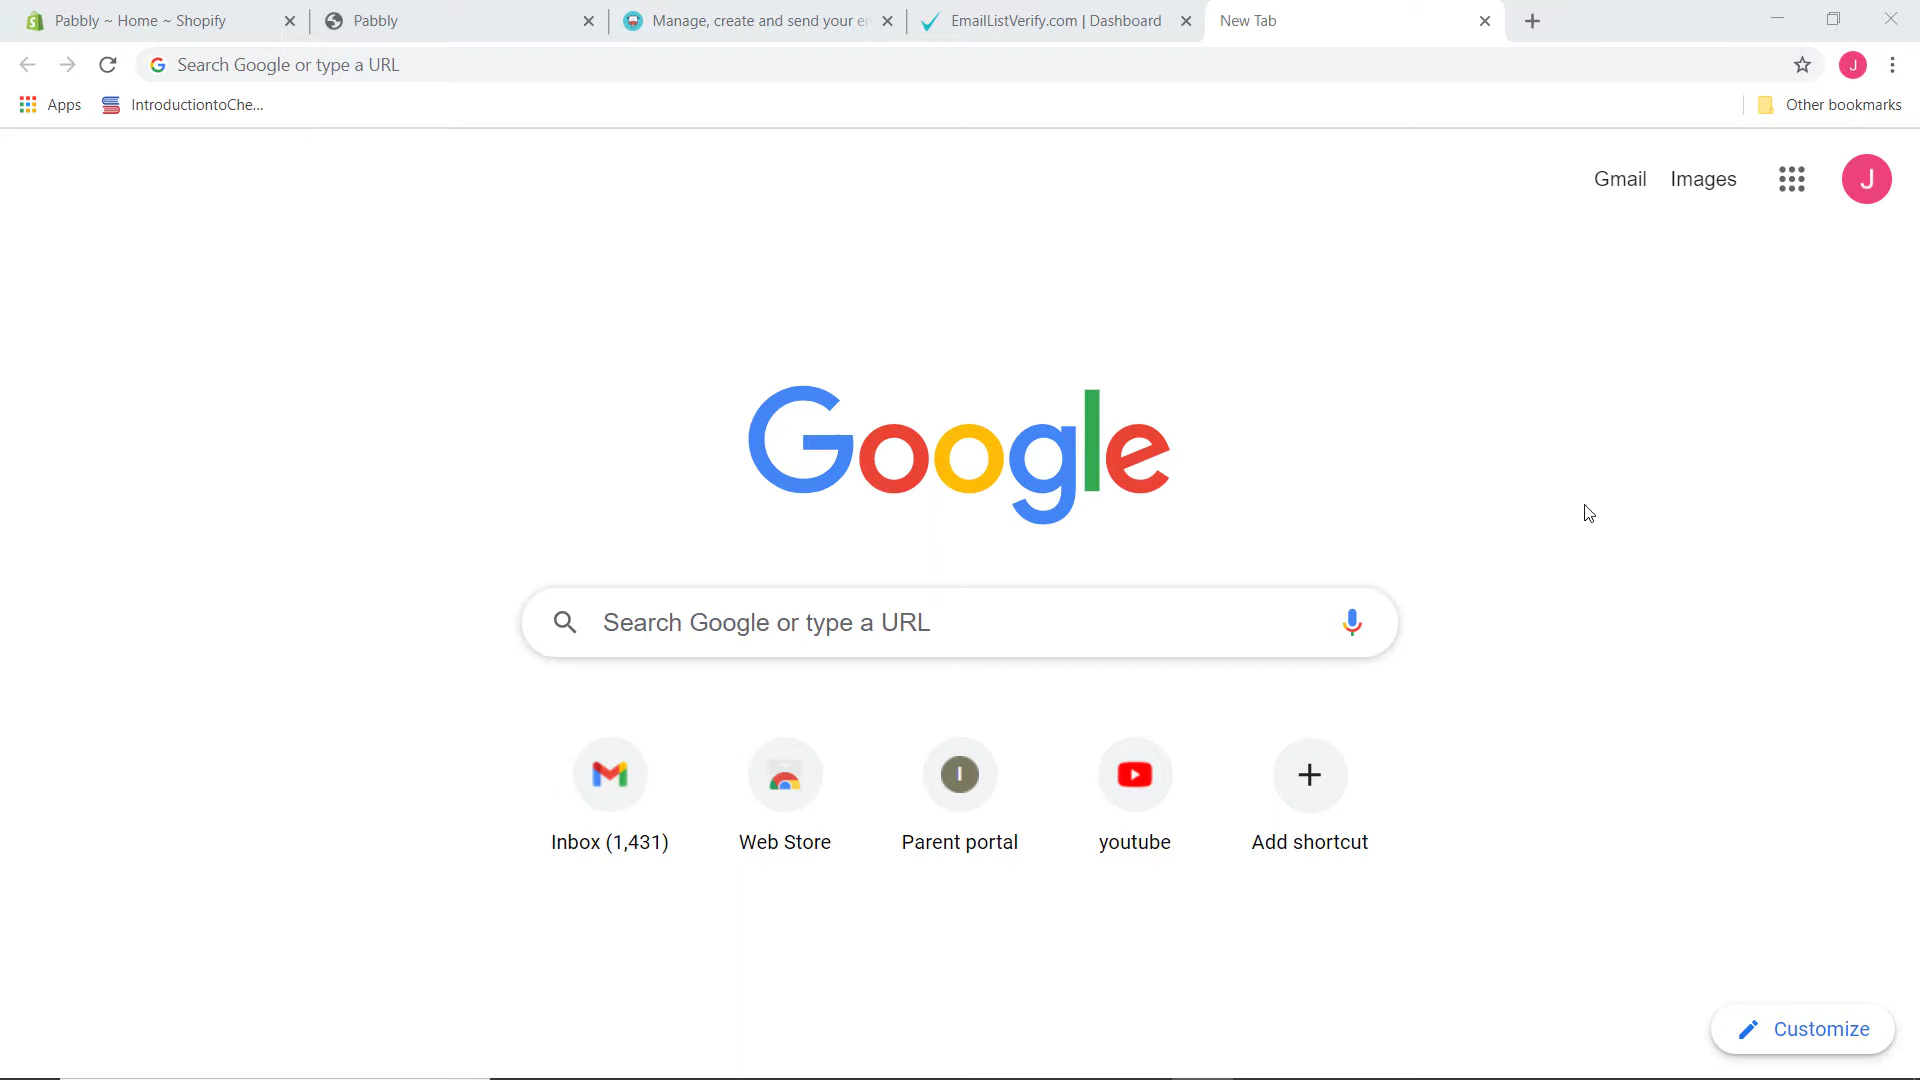 Pabbly ~ Home ~ Shopify
Pabbly
Manage, create and send your e
EmailListVerify.com | Dashboard
New Tab
Search Google or type a URL
J
Apps
IntroductiontoChe...
Other bookmarks
Gmail
Images
J
Google
Search Google or type a URL
I
Inbox (1,431)
Web Store
Parent portal
youtube
Add shortcut
Customize